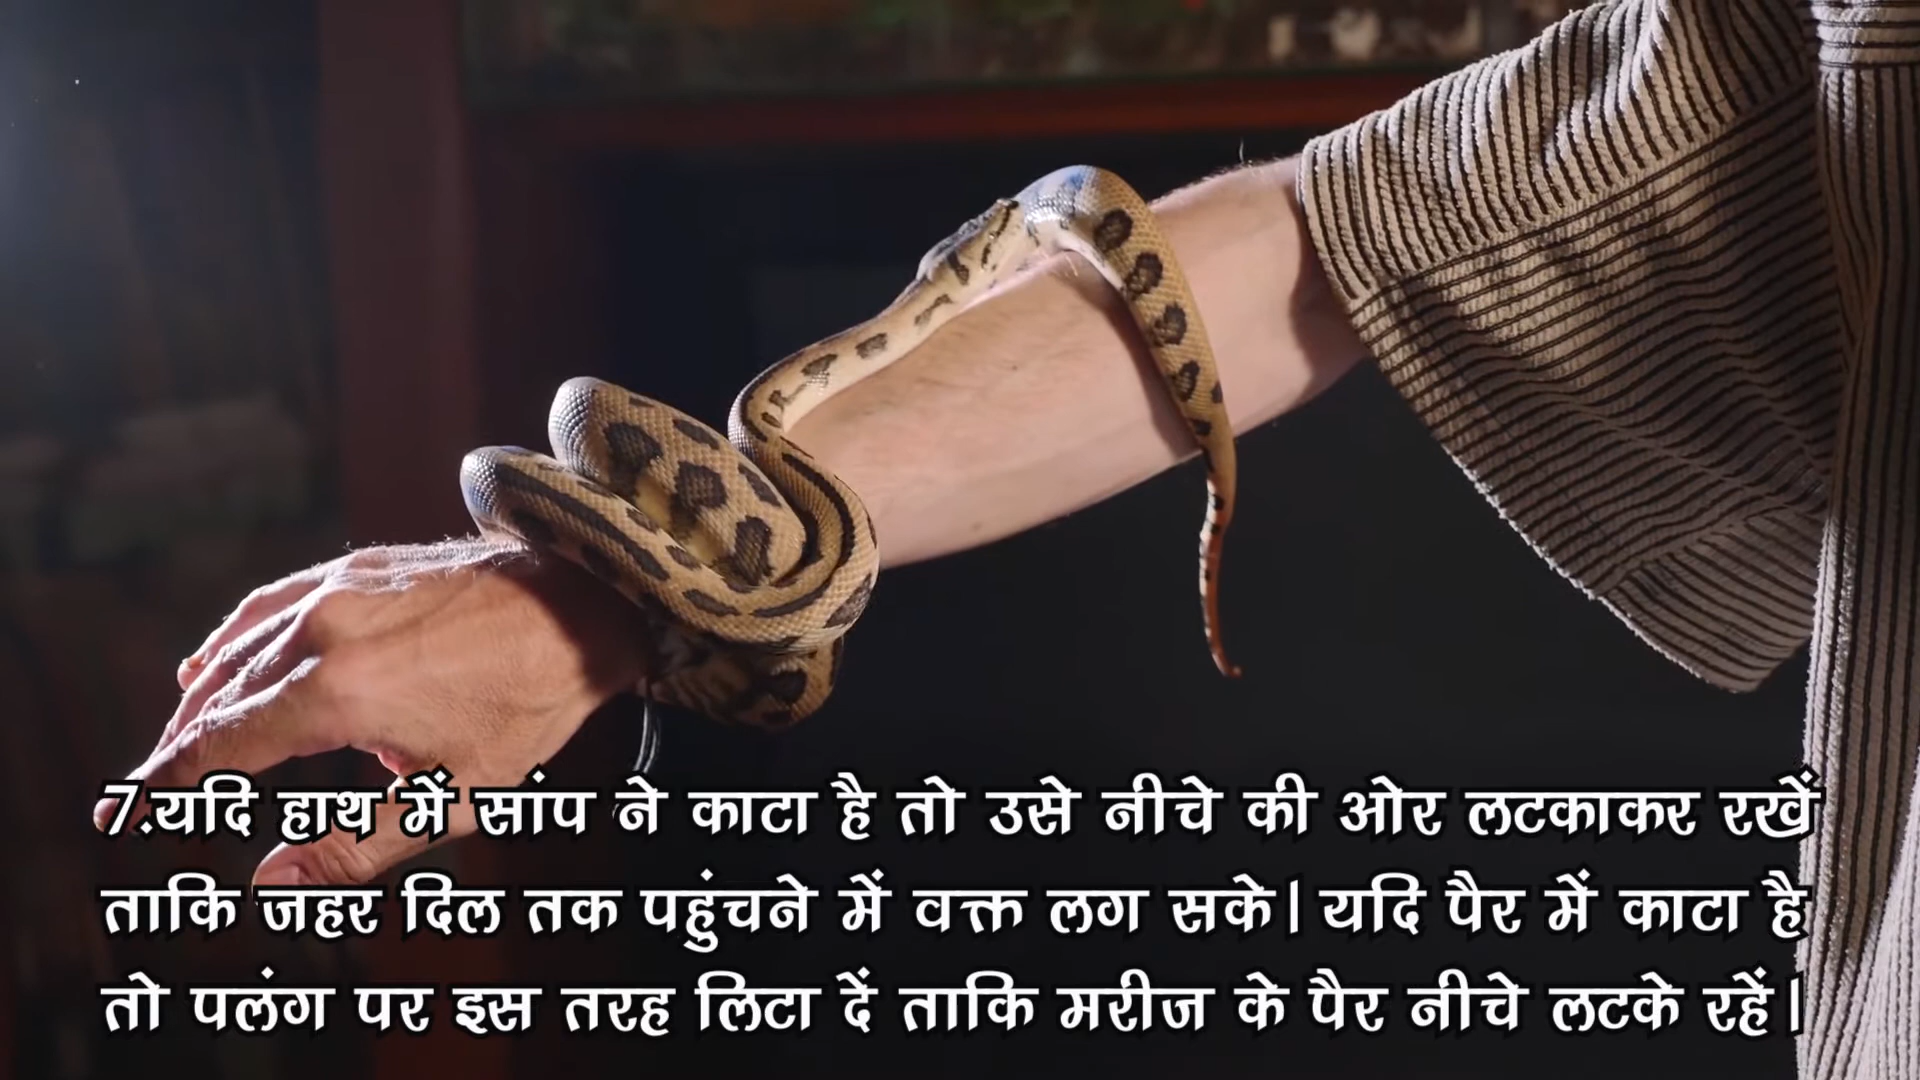 7.यदि हाथ में सांप ने काटा है तो उसे नीचे की ओर लटकाकर रखें
ताकि जहर दिल तक पहुंचने में वक्त लग सके। यदि पैर में काटा है
तो पलंग पर इस तरह लिटा दें ताकि मरीज के पैर नीचे लटके रहें।